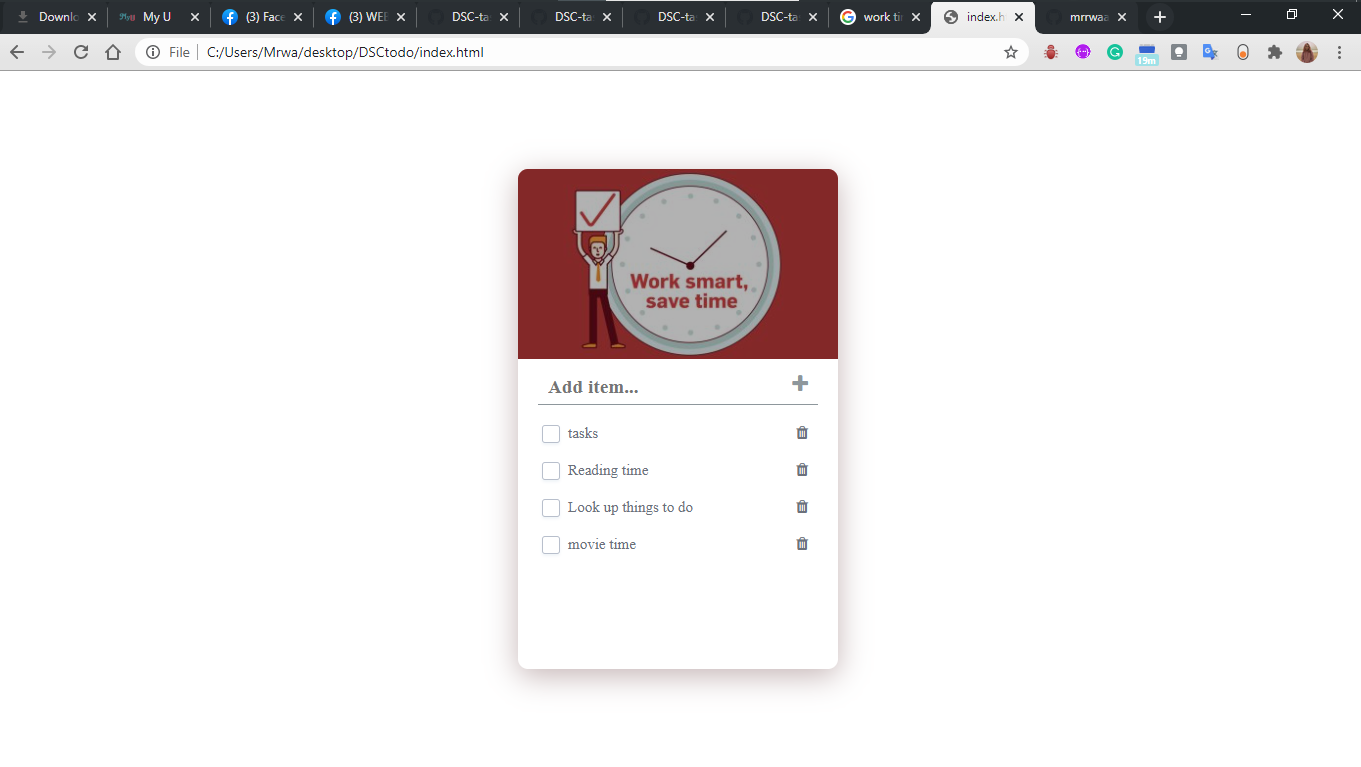 Downlo
My U
(3) Face
(3) WEE
DSC-ta
DSC-ta
DSC-ta
DSC-ta
work ti
index.h
mrrwaa
File
C:/Users/Mrwa/desktop/DSCtodo/index.html
19m
Work smart,
save time
Add item...
tasks
Reading time
Look up things to do
movie time